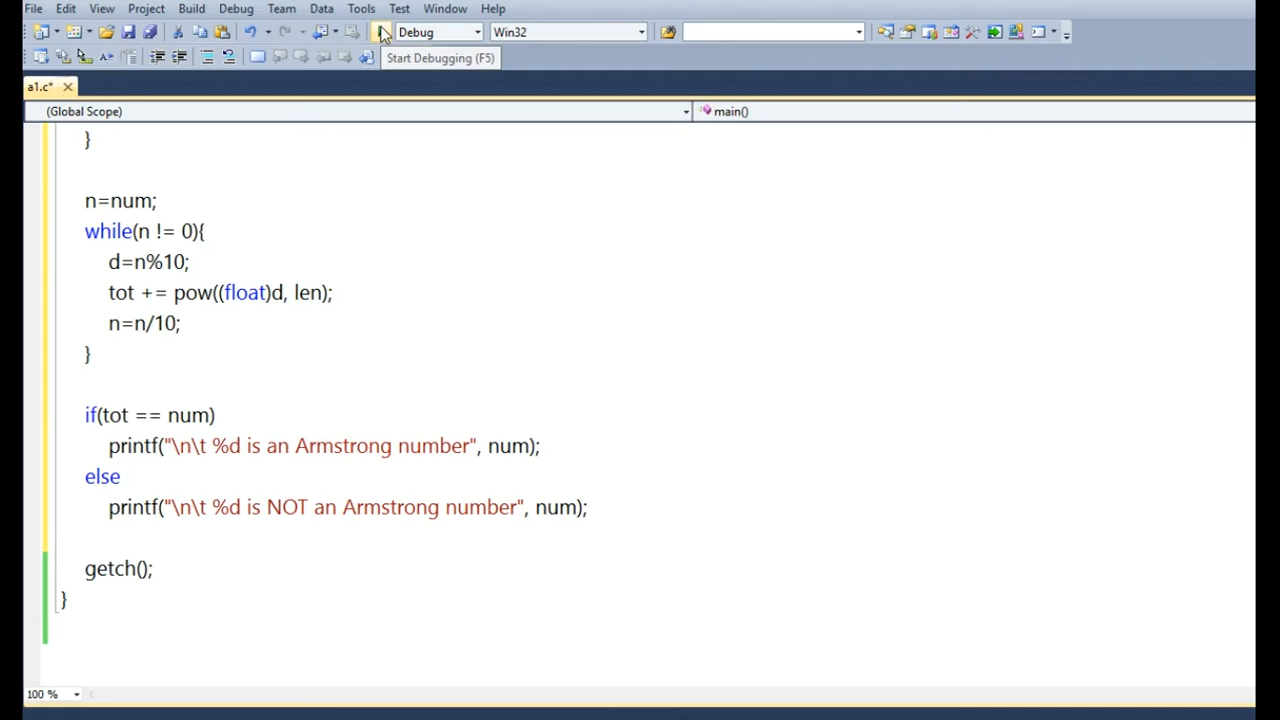 File Edit View Project Build Debug Team Data Tools Test Window Help
Debug Win32
Start Debugging (F5)
a1.c*
(Global Scope) main()
}
n=num;
while(n != 0){
d=n%10;
tot += pow((float)d, len);
n=n/10;
}
if(tot == num)
printf("\n\t %d is an Armstrong number", num);
else
printf("\n\t %d is NOT an Armstrong number", num);
getch();
}
100 %